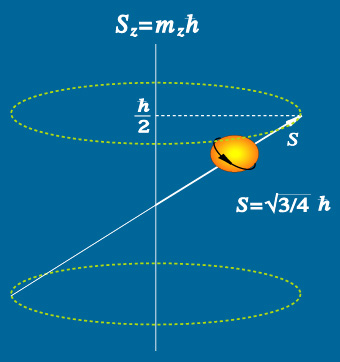 S_z=m_zħ
ħ/2
S
S=√3/4 ħ